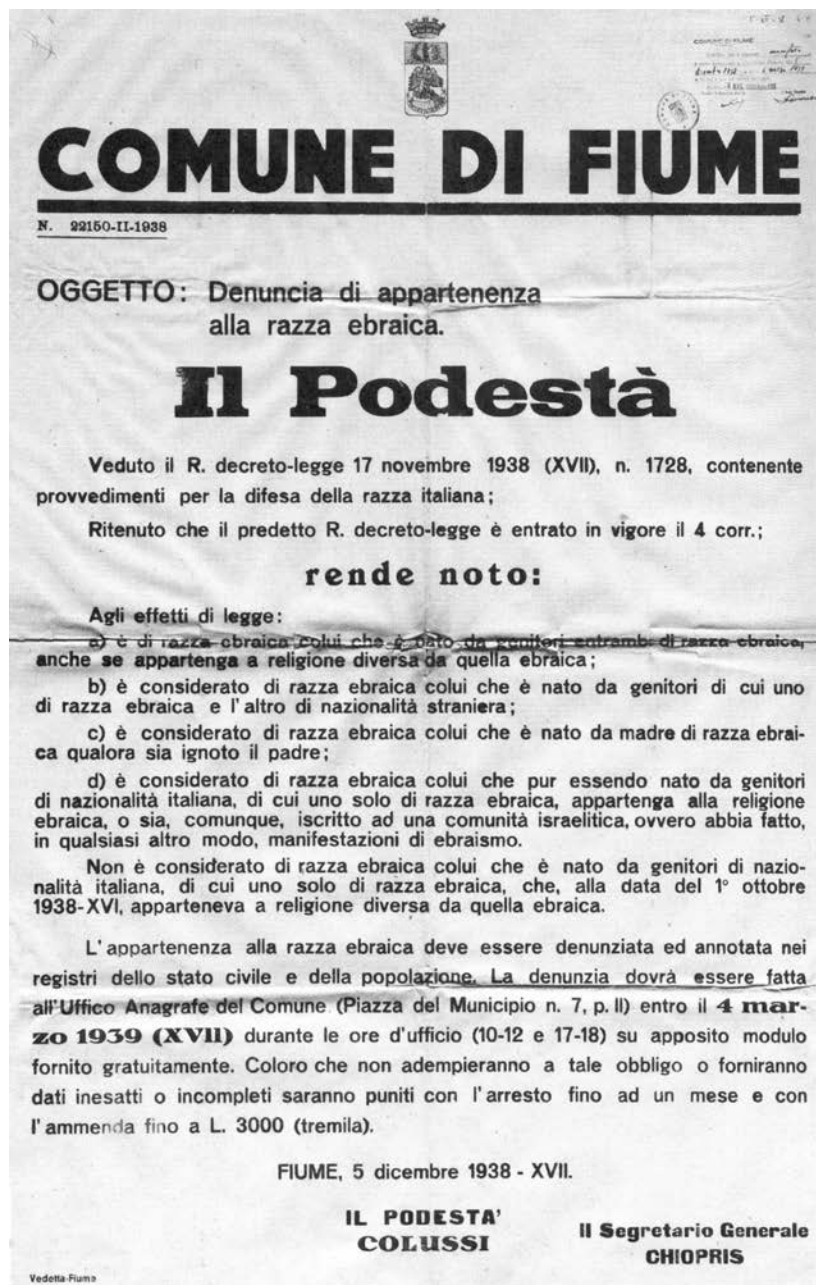 COMUNE DI FIUME
COMUNE DI FIUME
N. 22150-II-1938
OGGETTO: Denuncia di appartenenza
alla razza ebraica.
Il Podestà
Veduto il R. decreto-legge 17 novembre 1938 (XVII), n. 1728, contenente
provvedimenti per la difesa della razza italiana;
Ritenuto che il predetto R. decreto-legge è entrato in vigore il 4 corr.;
rende noto:
Agli effetti di legge:
a) è di razza ebraica colui che è nato da genitori entrambi di razza ebraica,
anche se appartenga a religione diversa da quella ebraica;
b) è considerato di razza ebraica colui che è nato da genitori di cui uno
di razza ebraica e l'altro di nazionalità straniera;
c) è considerato di razza ebraica colui che è nato da madre di razza ebrai-
ca qualora sia ignoto il padre;
d) è considerato di razza ebraica colui che pur essendo nato da genitori
di nazionalità italiana, di cui uno solo di razza ebraica, appartenga alla religione
ebraica, o sia, comunque, iscritto ad una comunità israelitica, ovvero abbia fatto,
in qualsiasi altro modo, manifestazioni di ebraismo.
Non è considerato di razza ebraica colui che è nato da genitori di nazio-
nalità italiana, di cui uno solo di razza ebraica, che, alla data del 1° ottobre
1938-XVI, apparteneva a religione diversa da quella ebraica.
L'appartenenza alla razza ebraica deve essere denunziata ed annotata nei
registri dello stato civile e della popolazione. La denunzia dovrà essere fatta
all'Uffico Anagrafe del Comune (Piazza del Municipio n. 7, p. II) entro il 4 mar-
zo 1939 (XVII) durante le ore d'ufficio (10-12 e 17-18) su apposito modulo
fornito gratuitamente. Coloro che non adempieranno a tale obbligo o forniranno
dati inesatti o incompleti saranno puniti con l'arresto fino ad un mese e con
l'ammenda fino a L. 3000 (tremila).
FIUME, 5 dicembre 1938 - XVII.
IL PODESTA'
COLUSSI
Il Segretario Generale
CHIOPRIS
Vedetta-Fiume